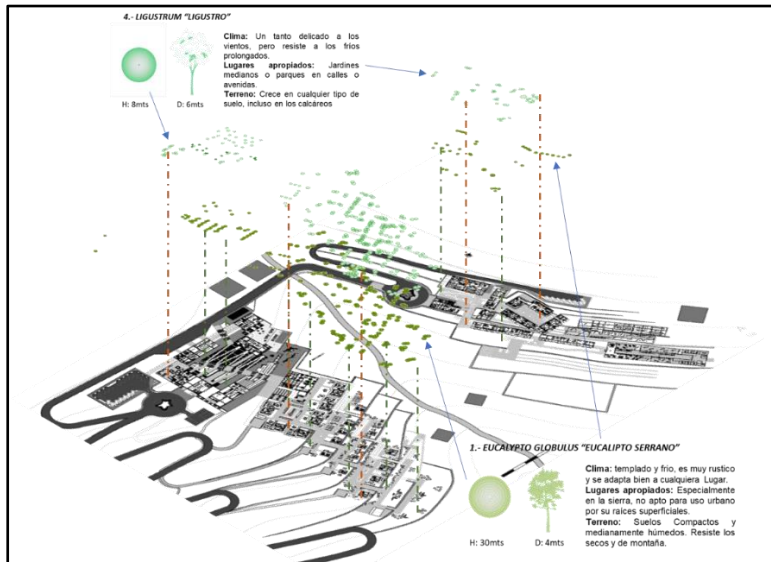 4.- LIGUSTRUM "LIGUSTRO"
Clima: Un tanto delicado a los
vientos, pero resiste a los fríos
prolongados.
Lugares apropiados: Jardines
medianos o parques en calles o
avenidas.
Terreno: Crece en cualquier tipo de
suelo, incluso en los calcáreos
H: 8mts
D: 6mts
1.- EUCALYPTO GLOBULUS "EUCALIPTO SERRANO"
Clima: templado y frio, es muy rustico
y se adapta bien a cualquiera Lugar.
Lugares apropiados: Especialmente
en la sierra, no apto para uso urbano
por su raíces superficiales.
Terreno: Suelos Compactos y
medianamente húmedos. Resiste los
secos y de montaña.
H: 30mts
D: 4mts